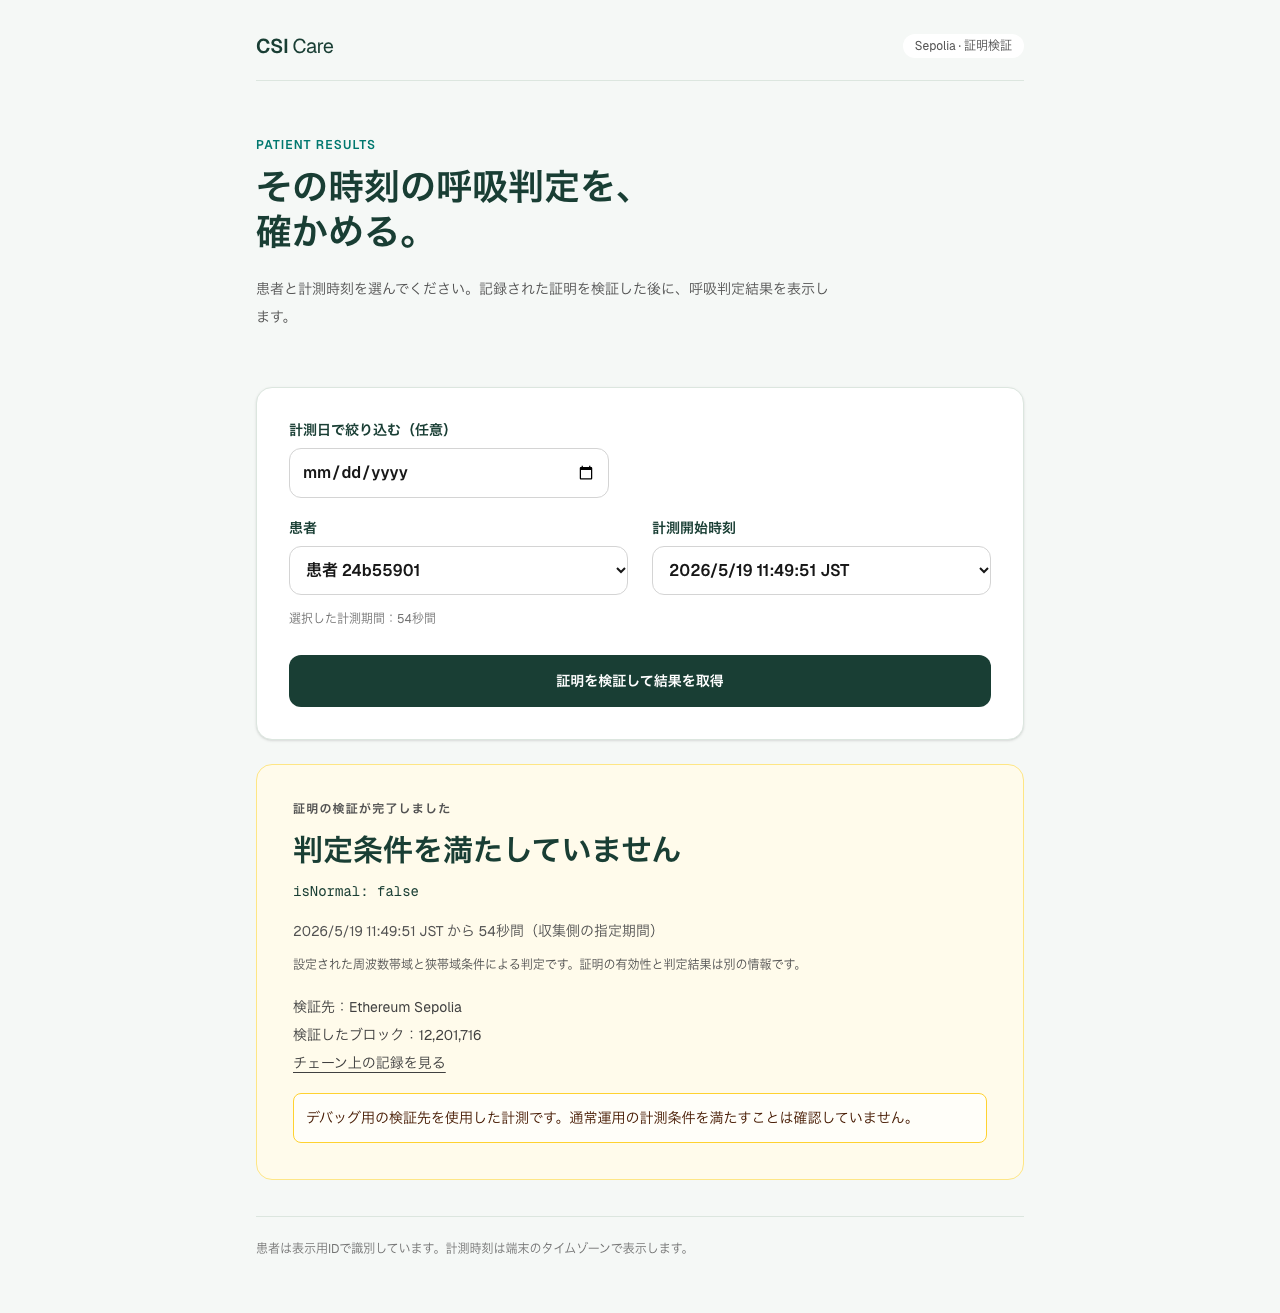 CSI Care
Sepolia · 証明検証
PATIENT RESULTS
その時刻の呼吸判定を、
確かめる。
患者と計測時刻を選んでください。記録された証明を検証した後に、呼吸判定結果を表示し
ます。
計測日で絞り込む（任意）
mm/dd/yyyy
患者
計測開始時刻
患者 24b55901
2026/5/19 11:49:51 JST
選択した計測期間：54秒間
証明を検証して結果を取得
証明の検証が完了しました
判定条件を満たしていません
isNormal: false
2026/5/19 11:49:51 JST から 54秒間（収集側の指定期間）
設定された周波数帯域と狭帯域条件による判定です。証明の有効性と判定結果は別の情報です。
検証先：Ethereum Sepolia
検証したブロック：12,201,716
チェーン上の記録を見る
デバッグ用の検証先を使用した計測です。通常運用の計測条件を満たすことは確認していません。
患者は表示用IDで識別しています。計測時刻は端末のタイムゾーンで表示します。